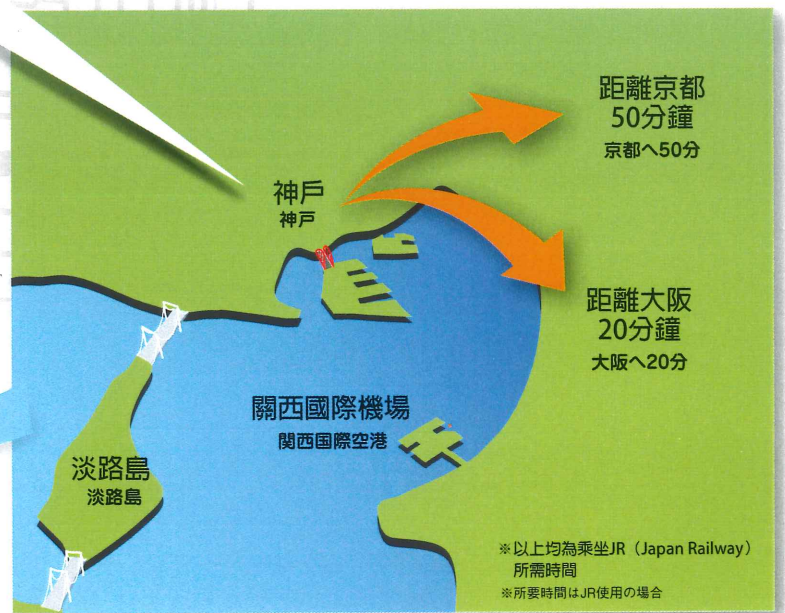 距離京都
50分鐘
京都へ50分
神戶
神戸
距離大阪
20分鐘
大阪へ20分
關西國際機場
関西国際空港
淡路島
淡路島
※以上均為乘坐JR（Japan Railway）
所需時間
※所要時間はJR使用の場合